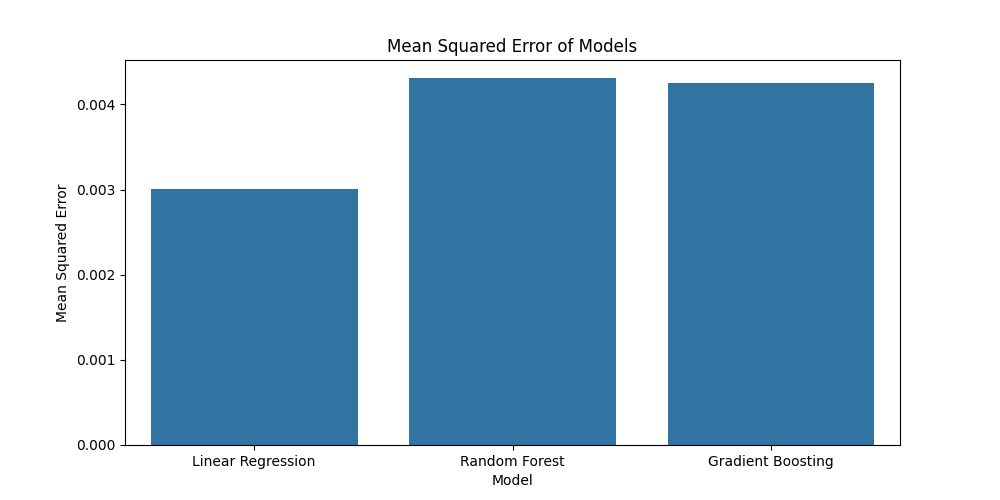 Mean Squared Error of Models
Mean Squared Error
0.004
0.003
0.002
0.001
0.000
Linear Regression
Random Forest
Gradient Boosting
Model